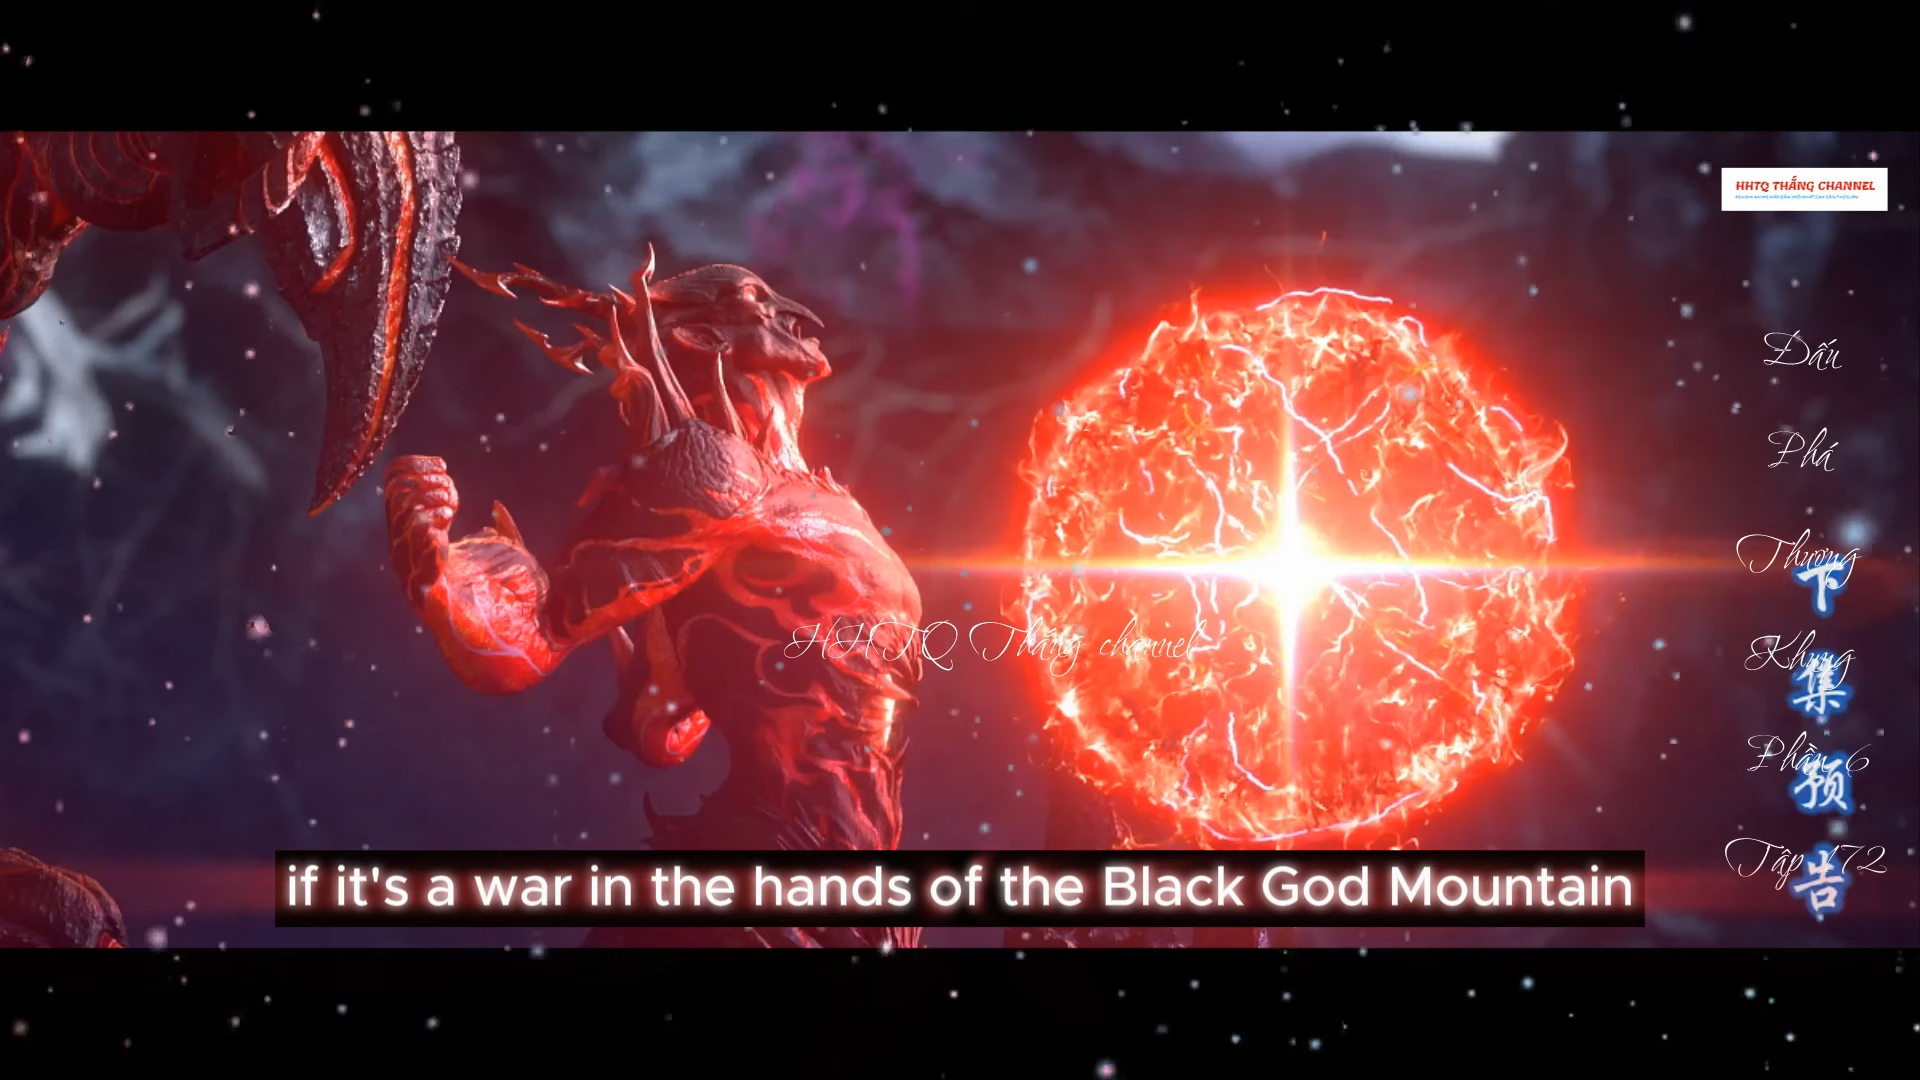 HHTQ THẮNG CHANNEL
Đấu
Phá
Thương
Khung
Phần 6
Tập 172
下
集
预
告
HHTQ Thắng channel
if it's a war in the hands of the Black God Mountain